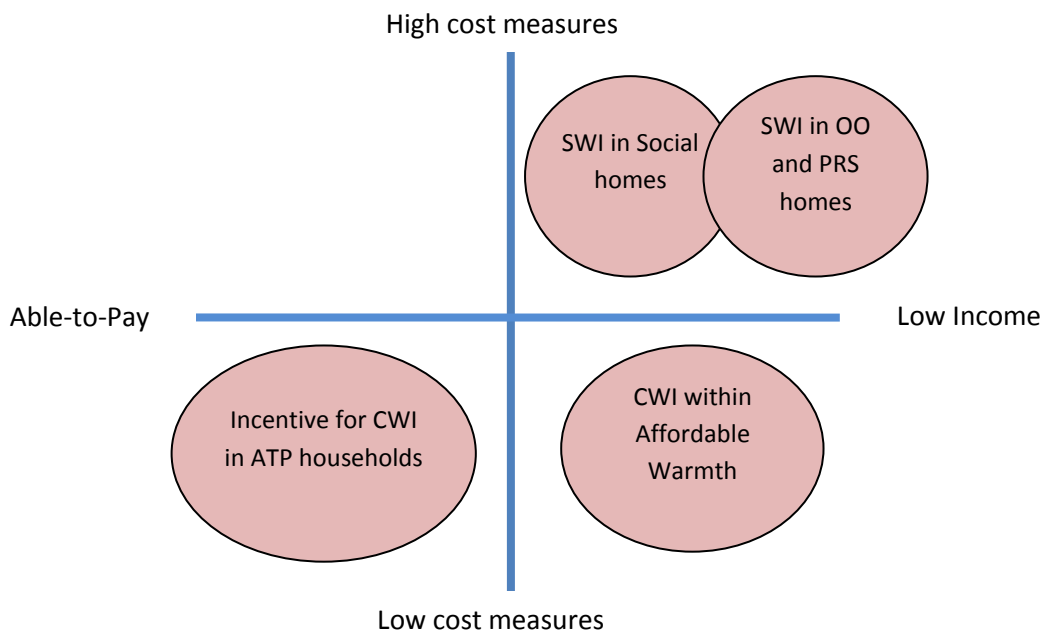 High cost measures
SWI in Social
homes
SWI in OO
and PRS
homes
Able-to-Pay
Low Income
Incentive for CWI
in ATP households
CWI within
Affordable
Warmth
Low cost measures